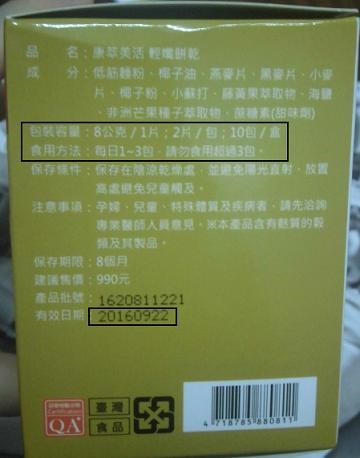 品 名：康萃美活 輕孅餅乾
成 分：低筋麵粉、椰子油、燕麥片、黑麥片、小麥
片、椰子粉、小蘇打、藤黃果萃取物、海鹽
、非洲芒果種子萃取物、蔗糖素(甜味劑)
包裝容量：8公克/1片；2片/包；10包/盒
食用方法：每日1~3包，請勿食用超過3包。
保存條件：保存在陰涼乾燥處，並避免陽光直射，放置
高處避免兒童觸及。
注意事項：孕婦、兒童、特殊體質及疾病者，請先洽詢
專業醫師人員意見，※本產品含有麩質的穀
類及其製品。
保存期限：8個月
建議售價：990元
產品批號：1620811221
有效日期：20160922
Certification
QA+
臺灣
食品
4 718785 880811